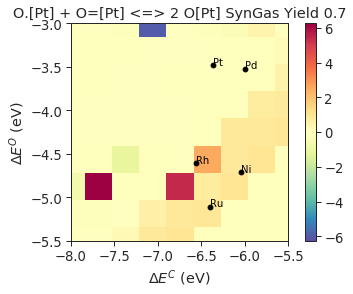 O.[Pt] + O=[Pt] <=> 2 O[Pt] SynGas Yield 0.7
−3.0
−3.5
−4.0
−4.5
−5.0
−5.5
ΔE^O (eV)
Pt
Pd
Rh
Ni
Ru
−8.0 −7.5 −7.0 −6.5 −6.0 −5.5
ΔE^C (eV)
6
4
2
0
−2
−4
−6